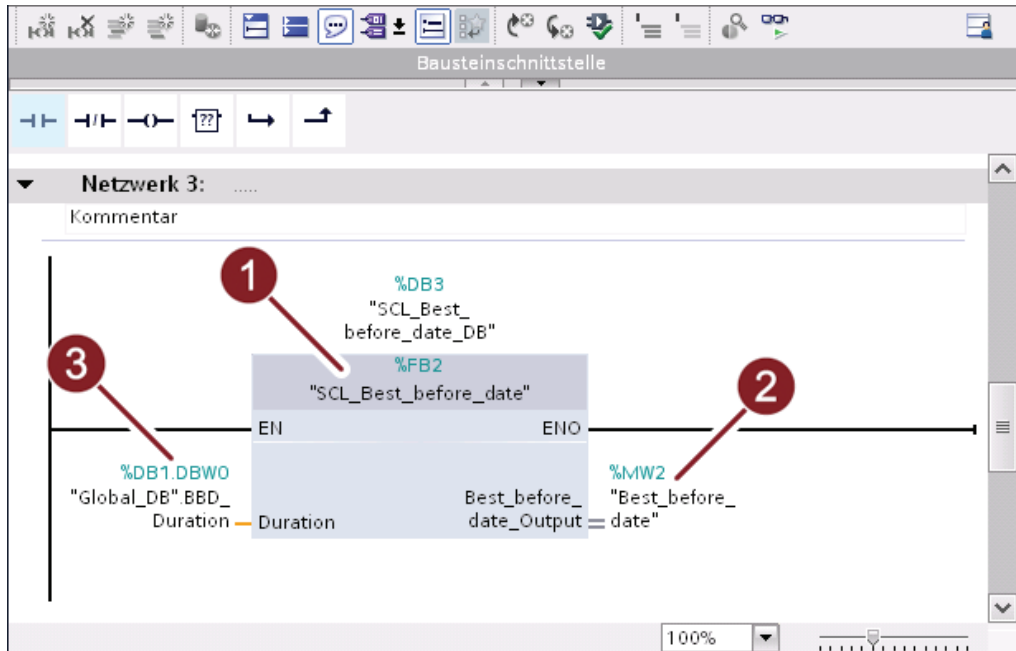 Bausteinschnittstelle
??
Netzwerk 3: .....
Kommentar
1
%DB3
"SCL_Best_
before_date_DB"
3
%FB2
"SCL_Best_before_date"
2
EN ENO
%DB1.DBW0
"Global_DB".BBD_
Duration
Duration
Best_before_
date_Output
%MW2
"Best_before_
date"
100%